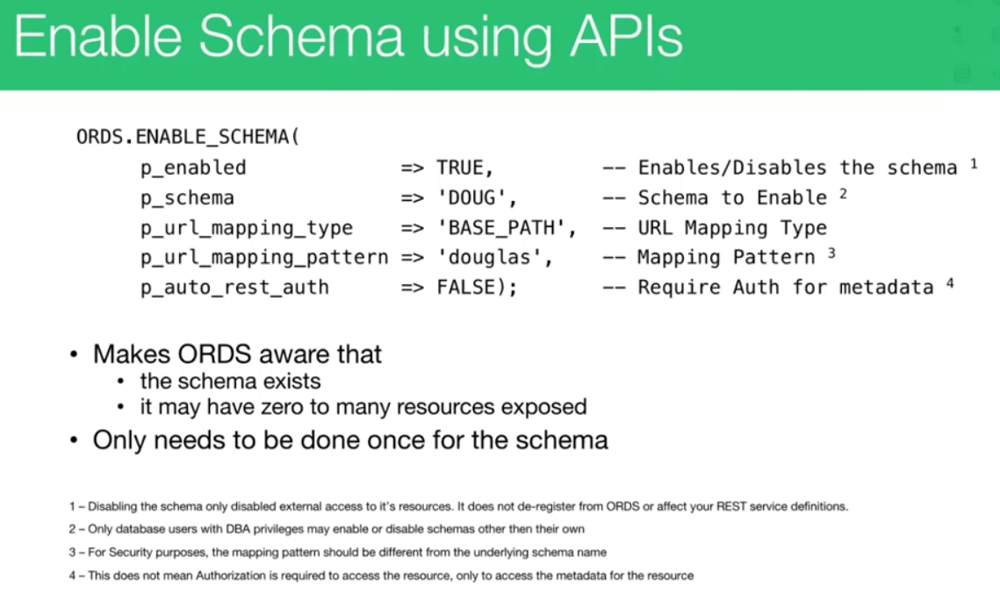 Enable Schema using APIs
ORDS.ENABLE_SCHEMA(
p_enabled => TRUE, -- Enables/Disables the schema 1
p_schema => 'DOUG', -- Schema to Enable 2
p_url_mapping_type => 'BASE_PATH', -- URL Mapping Type
p_url_mapping_pattern => 'douglas', -- Mapping Pattern 3
p_auto_rest_auth => FALSE); -- Require Auth for metadata 4
• Makes ORDS aware that
• the schema exists
• it may have zero to many resources exposed
• Only needs to be done once for the schema
1 – Disabling the schema only disabled external access to it's resources. It does not de-register from ORDS or affect your REST service definitions.
2 – Only database users with DBA privileges may enable or disable schemas other then their own
3 – For Security purposes, the mapping pattern should be different from the underlying schema name
4 – This does not mean Authorization is required to access the resource, only to access the metadata for the resource